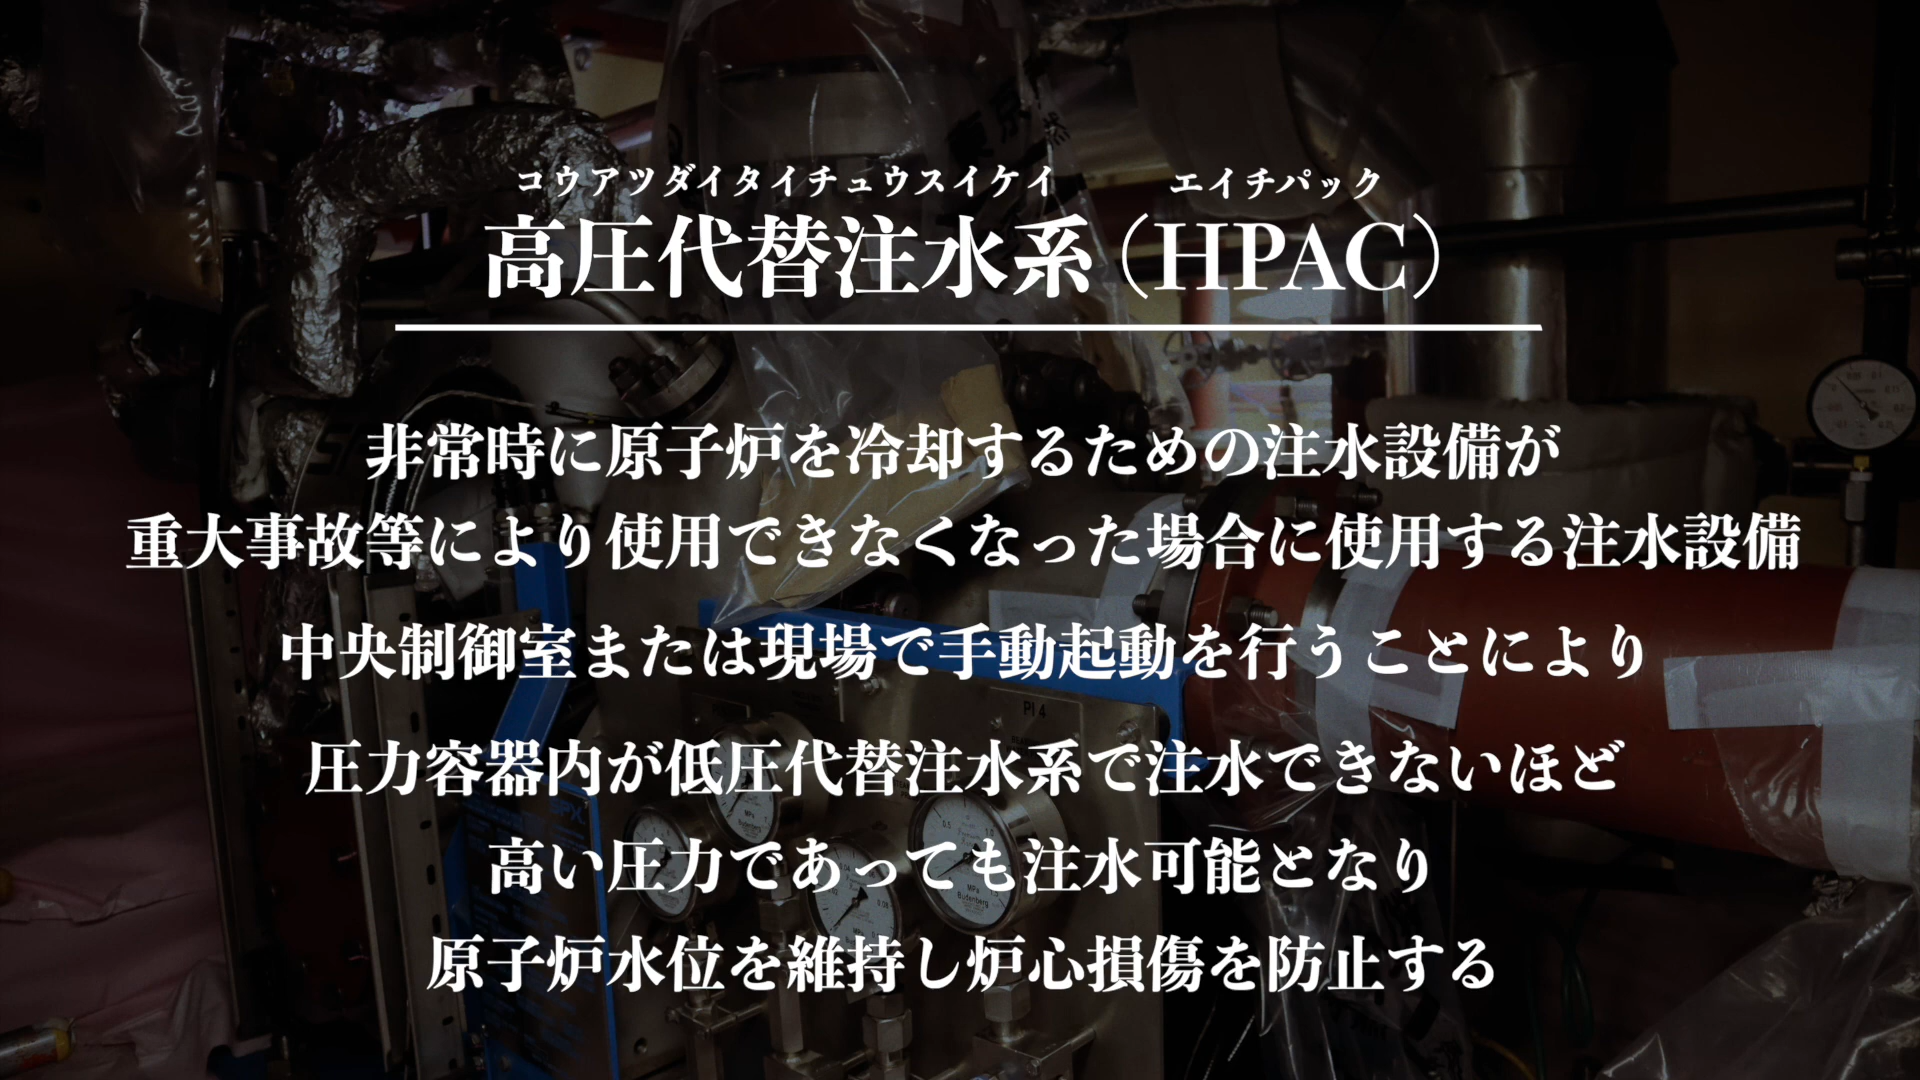 コウアツダイタイチュウスイケイ エイチパック
高圧代替注水系（HPAC）
非常時に原子炉を冷却するための注水設備が
重大事故等により使用できなくなった場合に使用する注水設備
中央制御室または現場で手動起動を行うことにより
圧力容器内が低圧代替注水系で注水できないほど
高い圧力であっても注水可能となり
原子炉水位を維持し炉心損傷を防止する
PI 4
MPa
Budenberg
MPa
Budenberg
MPa